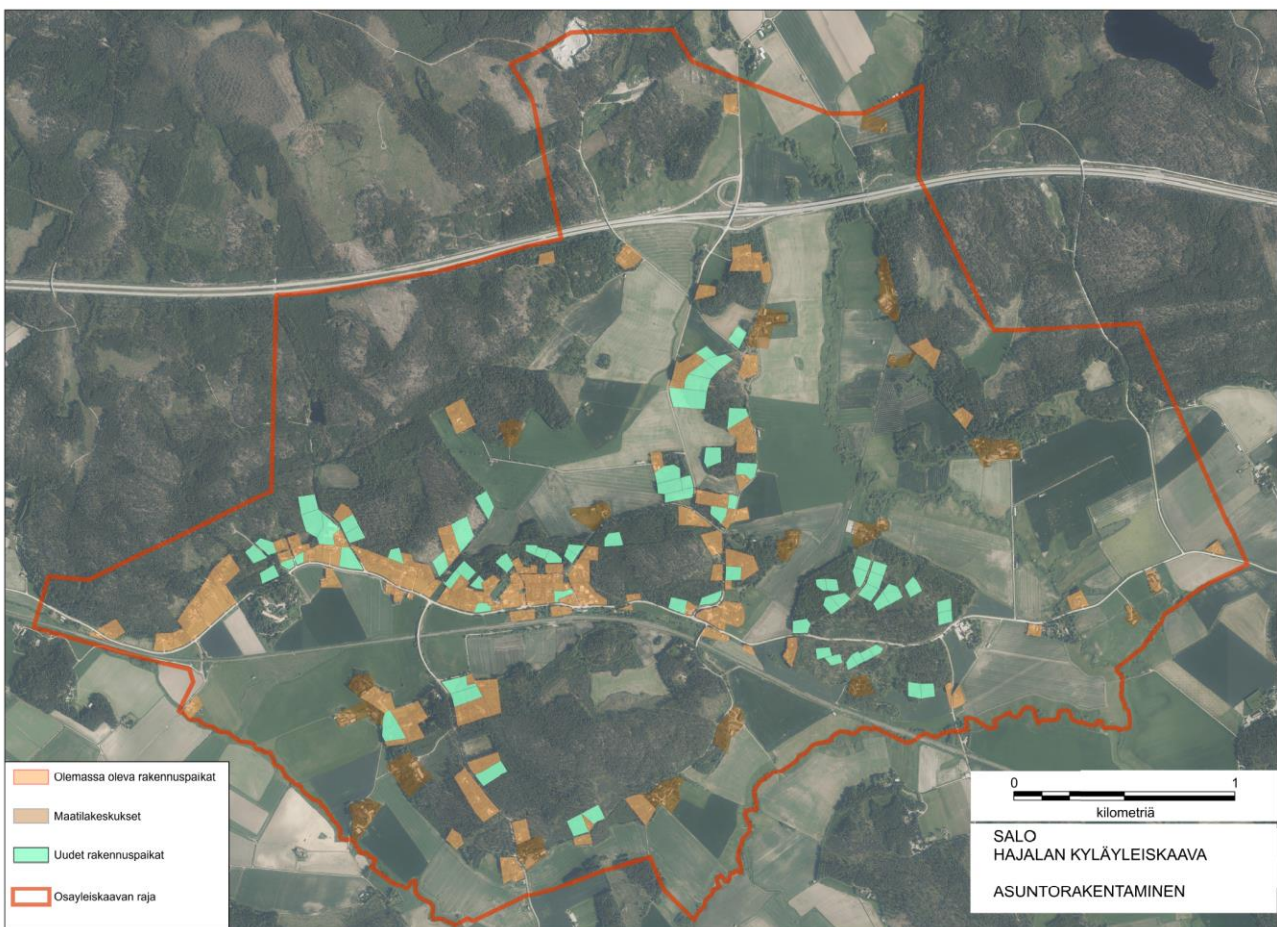 Olemassa oleva rakennuspaikat
Maatilakeskukset
Uudet rakennuspaikat
Osayleiskaavan raja
0 1
kilometriä
SALO
HAJALAN KYLÄYLEISKAAVA
ASUNTORAKENTAMINEN